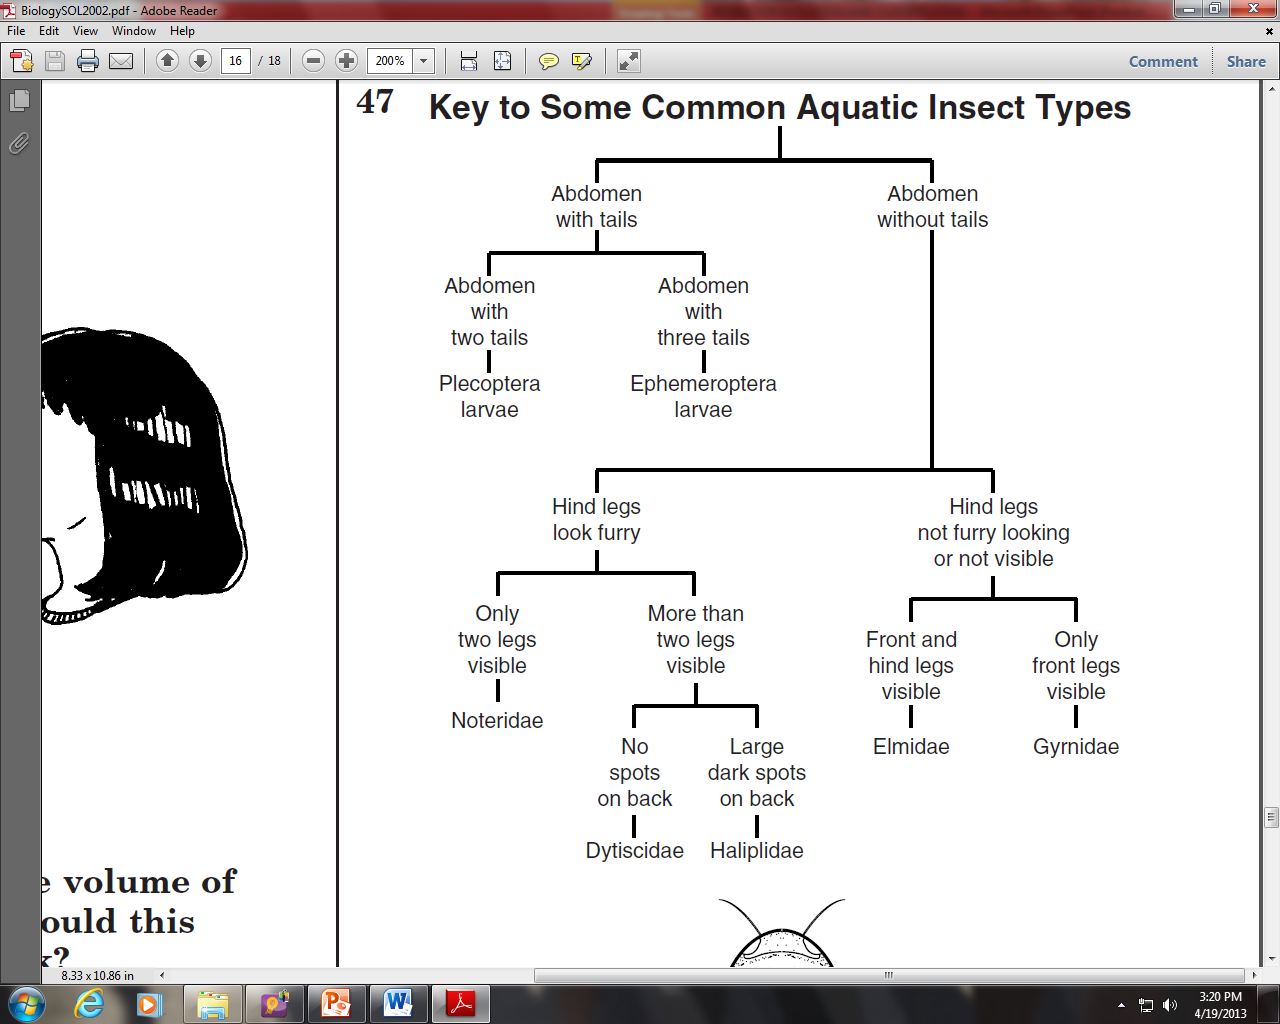 BiologySOL2002.pdf - Adobe Reader
File Edit View Window Help
16 / 18 200% Comment Share
47 Key to Some Common Aquatic Insect Types
Abdomen
with tails
Abdomen
without tails
Abdomen
with
two tails
Abdomen
with
three tails
Plecoptera
larvae
Ephemeroptera
larvae
Hind legs
look furry
Hind legs
not furry looking
or not visible
Only
two legs
visible
More than
two legs
visible
Front and
hind legs
visible
Only
front legs
visible
Noteridae
No
spots
on back
Large
dark spots
on back
Elmidae
Gyrnidae
Dytiscidae
Haliplidae
volume of
ould this
8.33 x 10.86 in
3:20 PM
4/19/2013